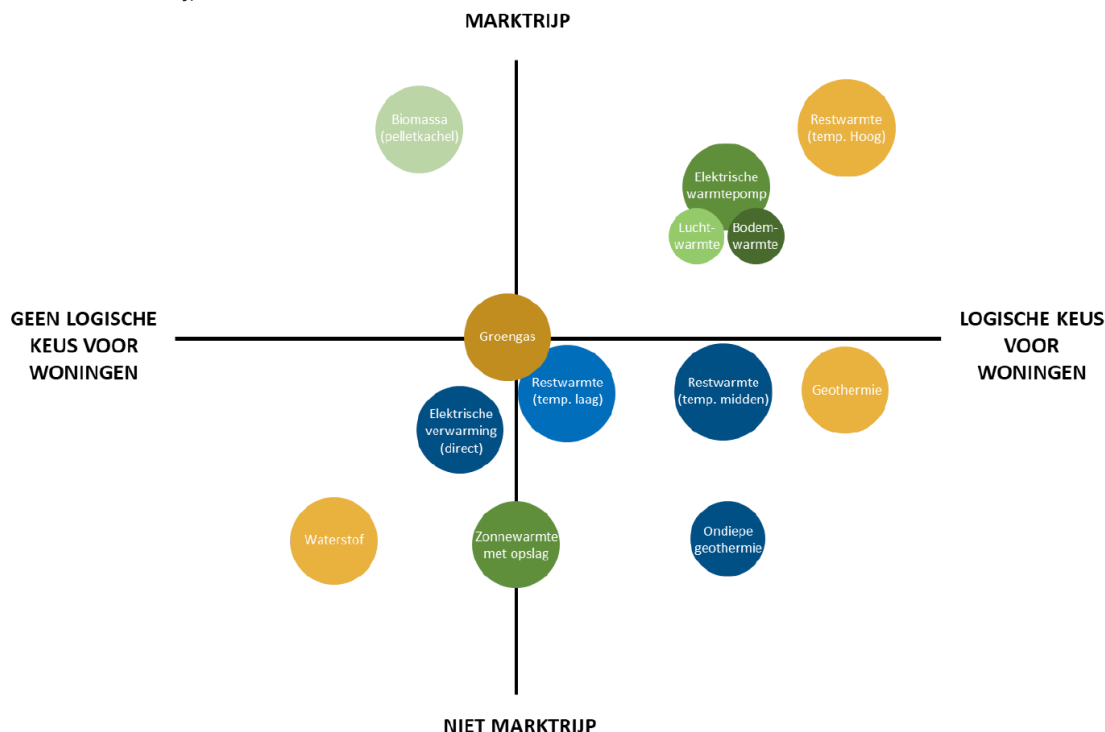 MARKTRIJP
Biomassa
(pelletkachel)
Restwarmte
(temp. Hoog)
Elektrische
warmtepomp
Lucht-
warmte
Bodem-
warmte
GEEN LOGISCHE
KEUS VOOR
WONINGEN
LOGISCHE KEUS
VOOR
WONINGEN
Groengas
Restwarmte
(temp. laag)
Restwarmte
(temp. midden)
Geothermie
Elektrische
verwarming
(direct)
Waterstof
Zonnewarmte
met opslag
Ondiepe
geothermie
NIET MARKTRIJP